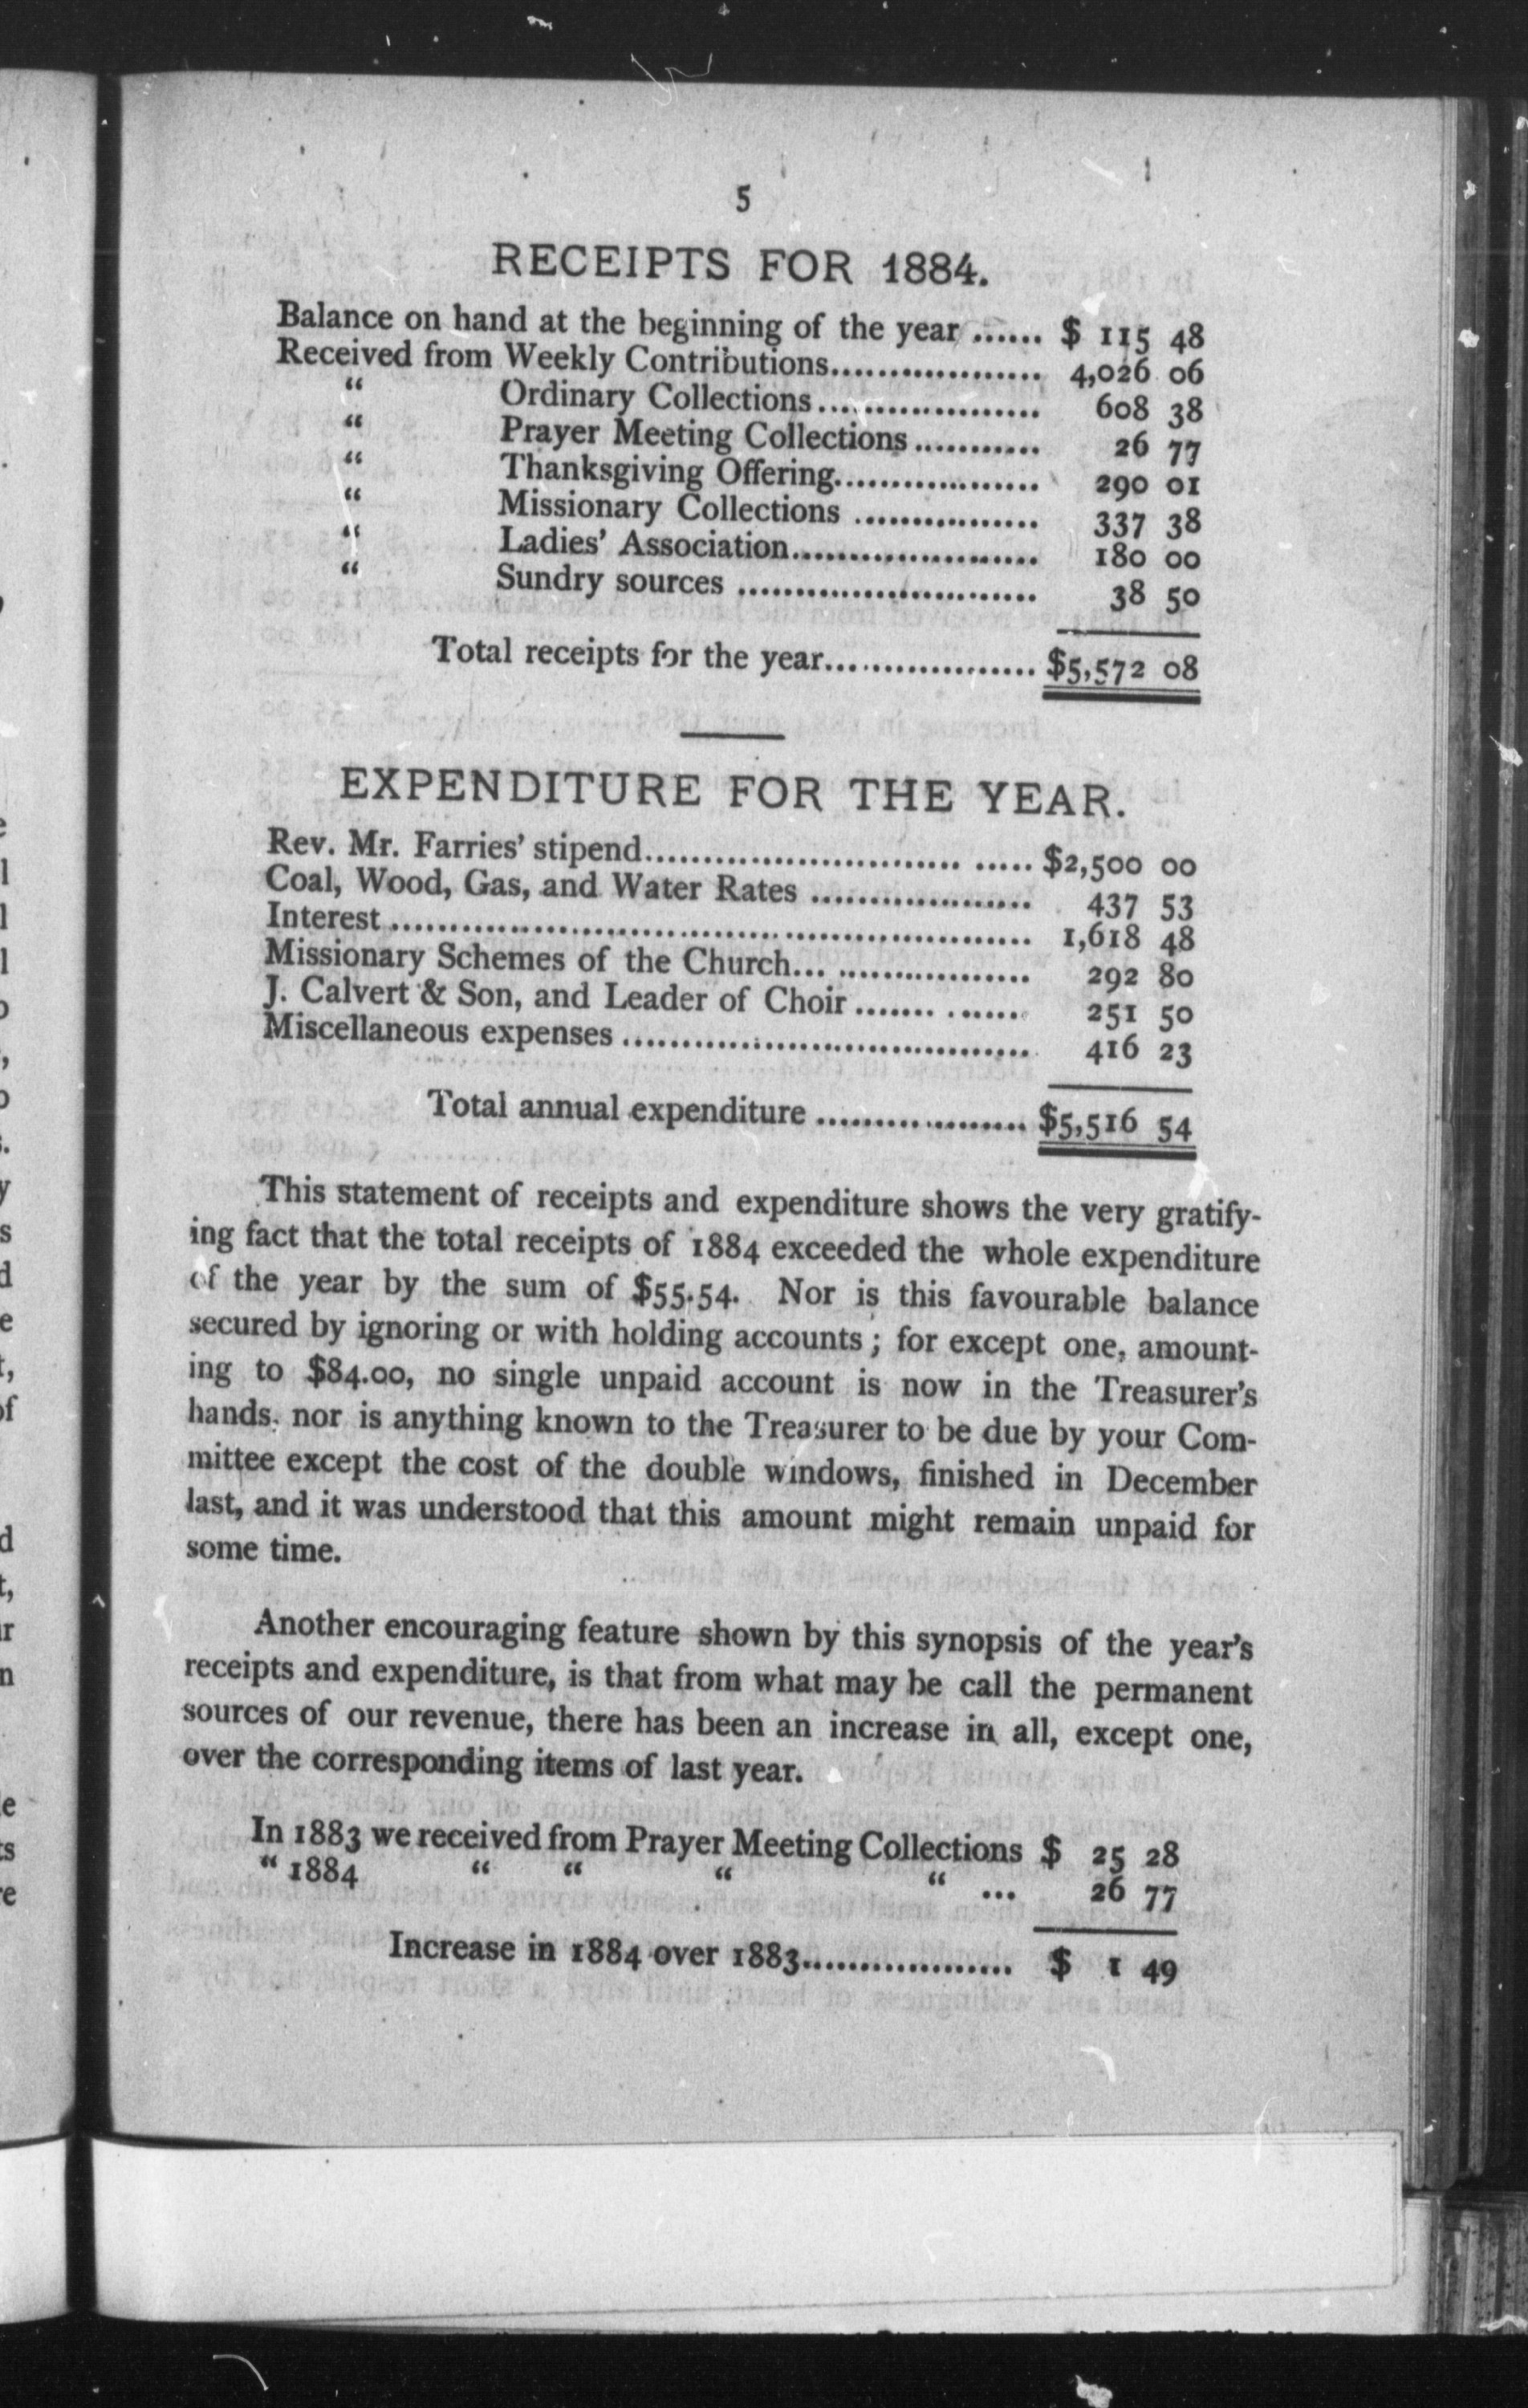 5
RECEIPTS FOR 1884.
Balance on hand at the beginning of the year ...... $ 115 48
Received from Weekly Contributions.................. 4,026 06
“ Ordinary Collections ................... 608 38
“ Prayer Meeting Collections ........... 26 77
“ Thanksgiving Offering.................. 290 01
“ Missionary Collections ................ 337 38
“ Ladies' Association..................... 180 00
“ Sundry sources .......................... 38 50
Total receipts for the year.................. $5,572 08
EXPENDITURE FOR THE YEAR.
Rev. Mr. Farries' stipend........................... ..... $2,500 00
Coal, Wood, Gas, and Water Rates ................... 437 53
Interest ....................................................... 1,618 48
Missionary Schemes of the Church... ................. 292 80
J. Calvert & Son, and Leader of Choir ....... ....... 251 50
Miscellaneous expenses ................................... 416 23
Total annual expenditure .................. $5,516 54
This statement of receipts and expenditure shows the very gratify-
ing fact that the total receipts of 1884 exceeded the whole expenditure
of the year by the sum of $55.54. Nor is this favourable balance
secured by ignoring or with holding accounts ; for except one, amount-
ing to $84.00, no single unpaid account is now in the Treasurer's
hands, nor is anything known to the Treasurer to be due by your Com-
mittee except the cost of the double windows, finished in December
last, and it was understood that this amount might remain unpaid for
some time.
Another encouraging feature shown by this synopsis of the year's
receipts and expenditure, is that from what may be call the permanent
sources of our revenue, there has been an increase in all, except one,
over the corresponding items of last year.
In 1883 we received from Prayer Meeting Collections $ 25 28
“ 1884 “ “ “ “ ... 26 77
Increase in 1884 over 1883................... $ 1 49